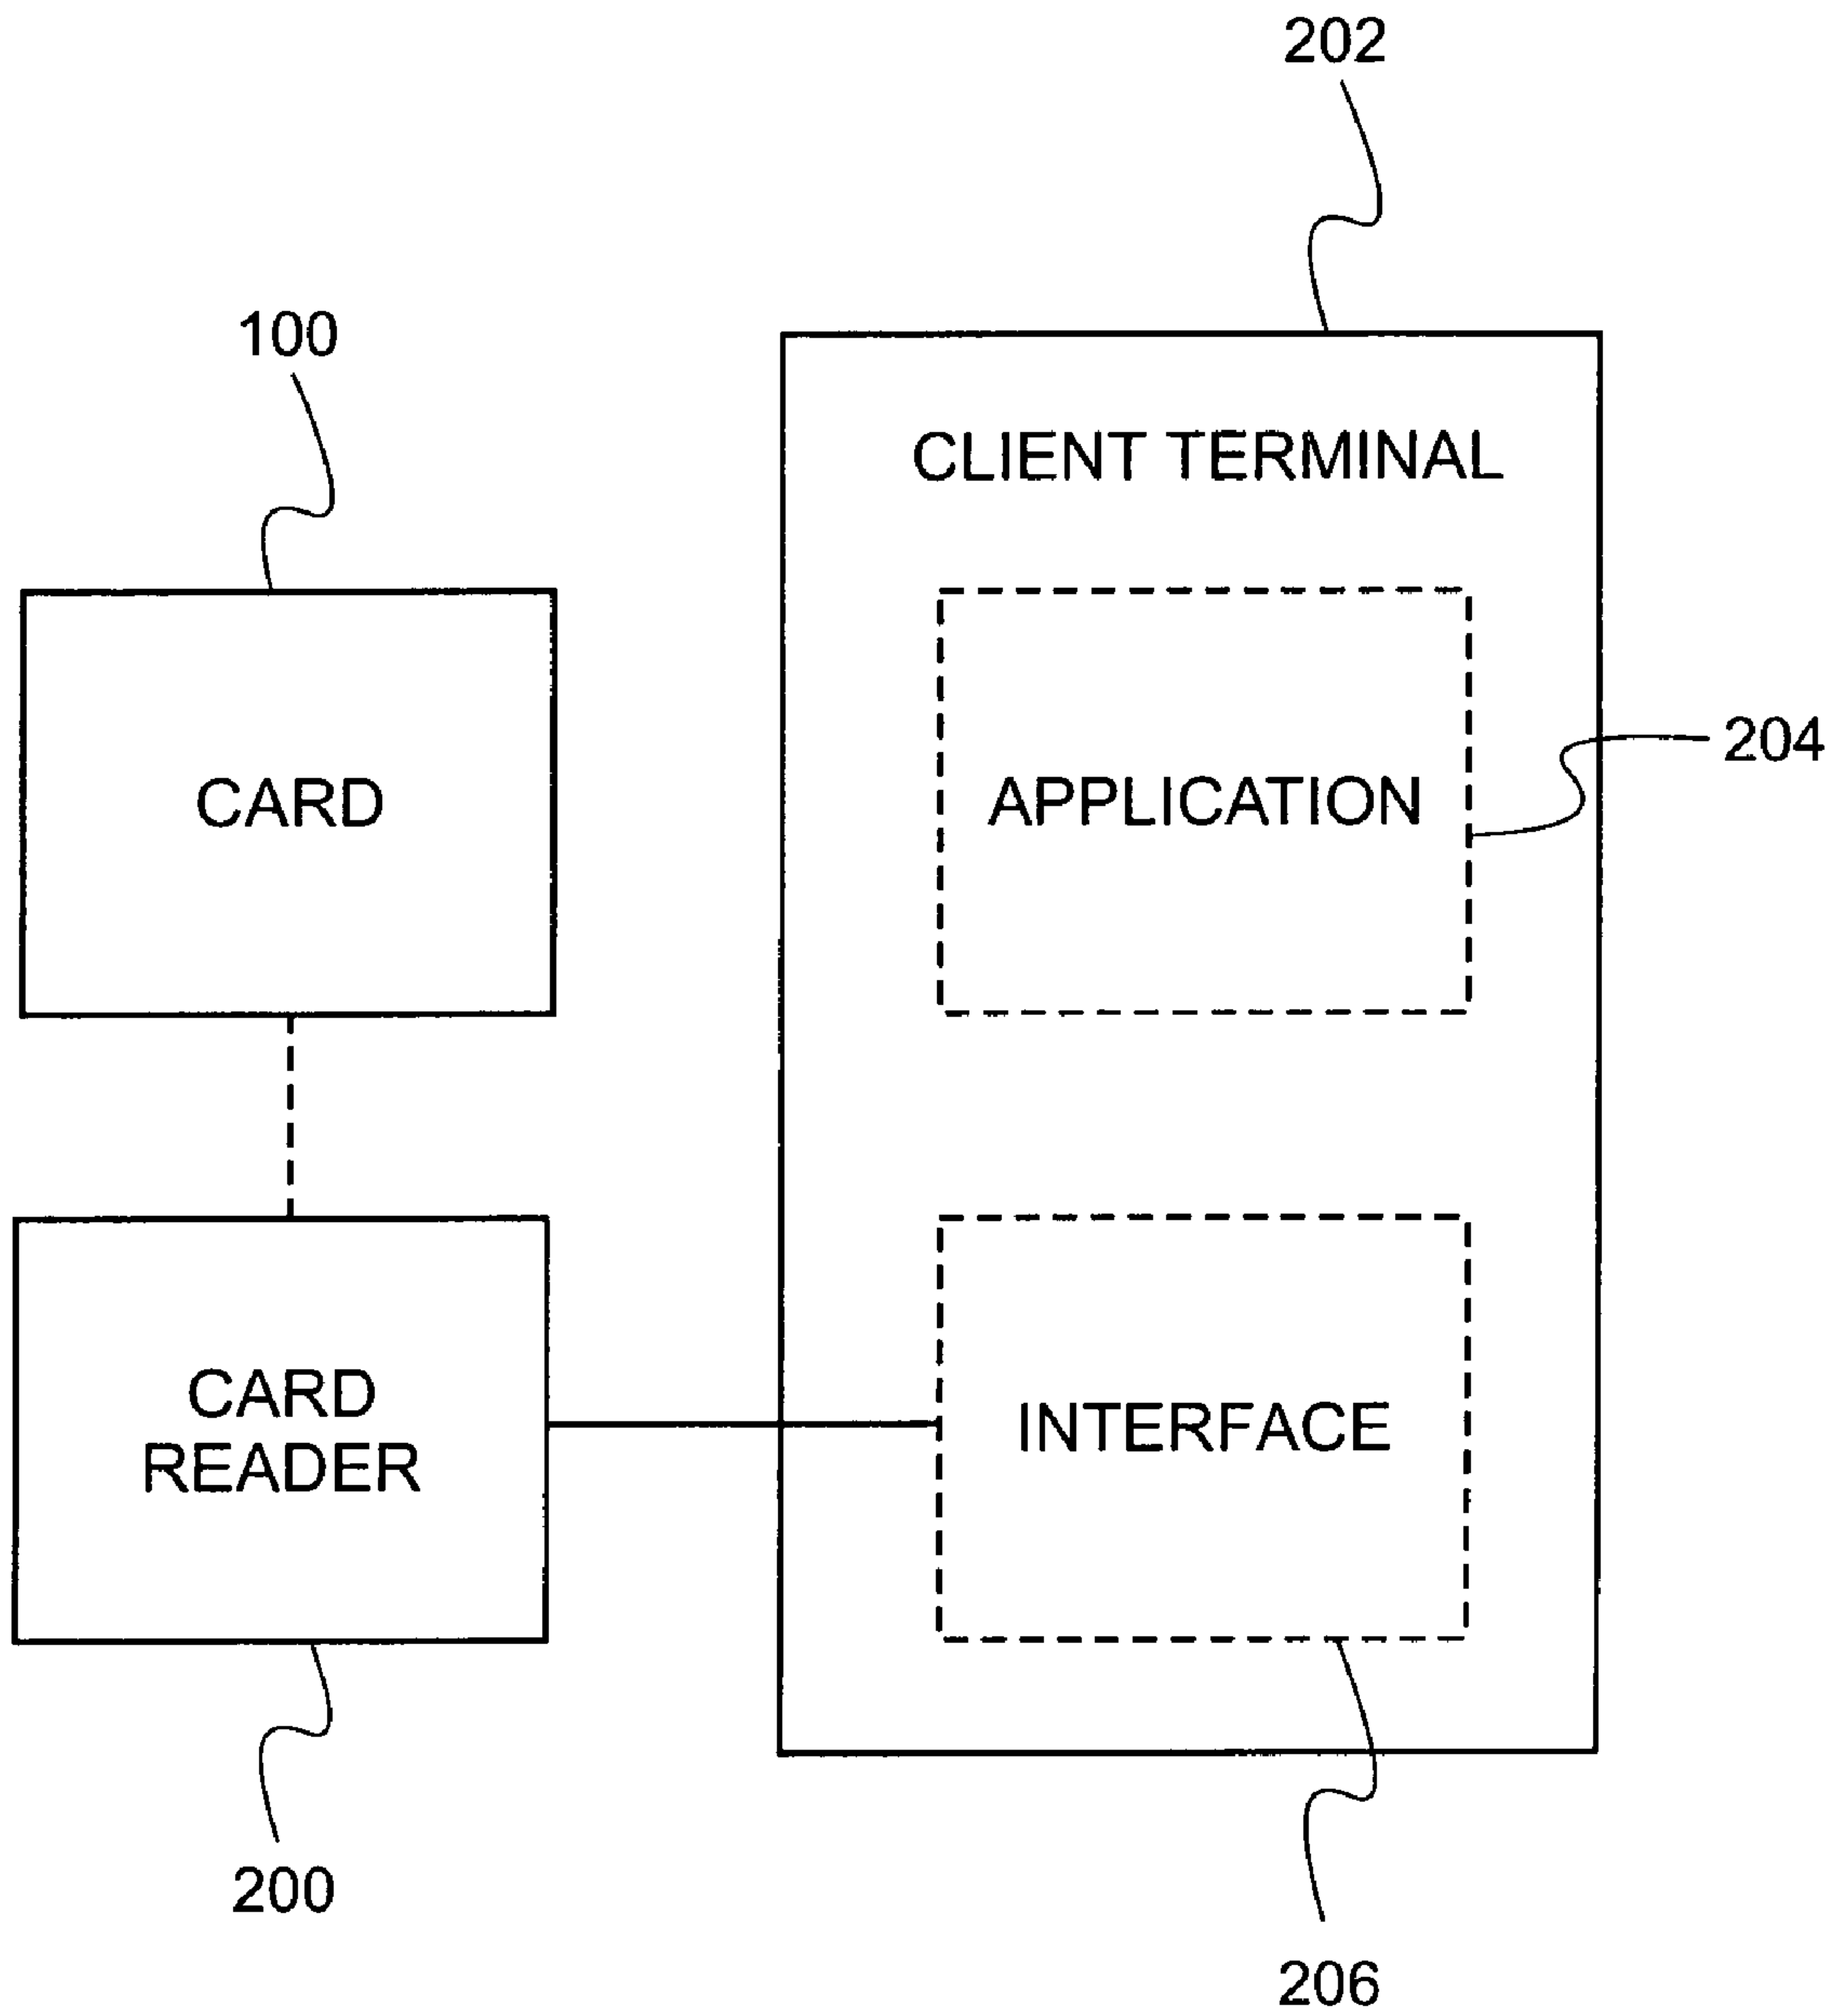 202
100
CLIENT TERMINAL
204
CARD
APPLICATION
CARD
READER
INTERFACE
200
206